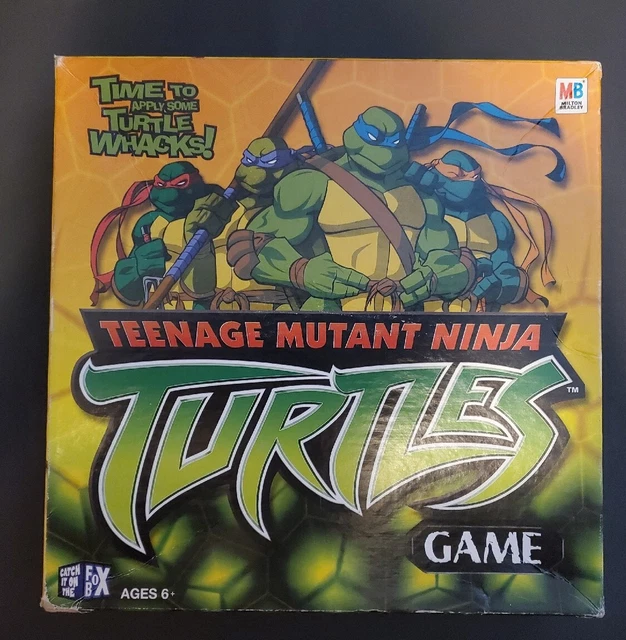 TIME TO
APPLY SOME
TURTLE
WHACKS!
MB
MILTON
BRADLEY
TEENAGE MUTANT NINJA
TURTLES™
GAME
CATCH
IT ON
THE
FOX
BOX
AGES 6+